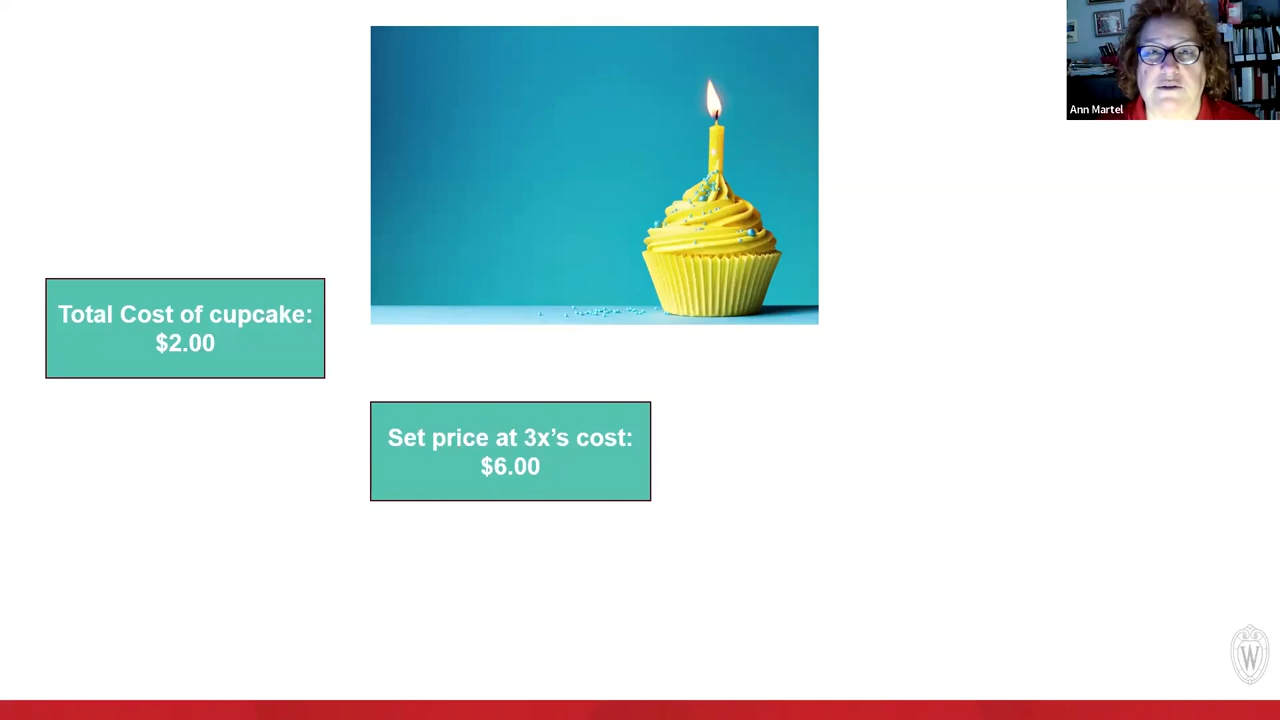 Ann Martel
Total Cost of cupcake:
$2.00
Set price at 3x’s cost:
$6.00
W